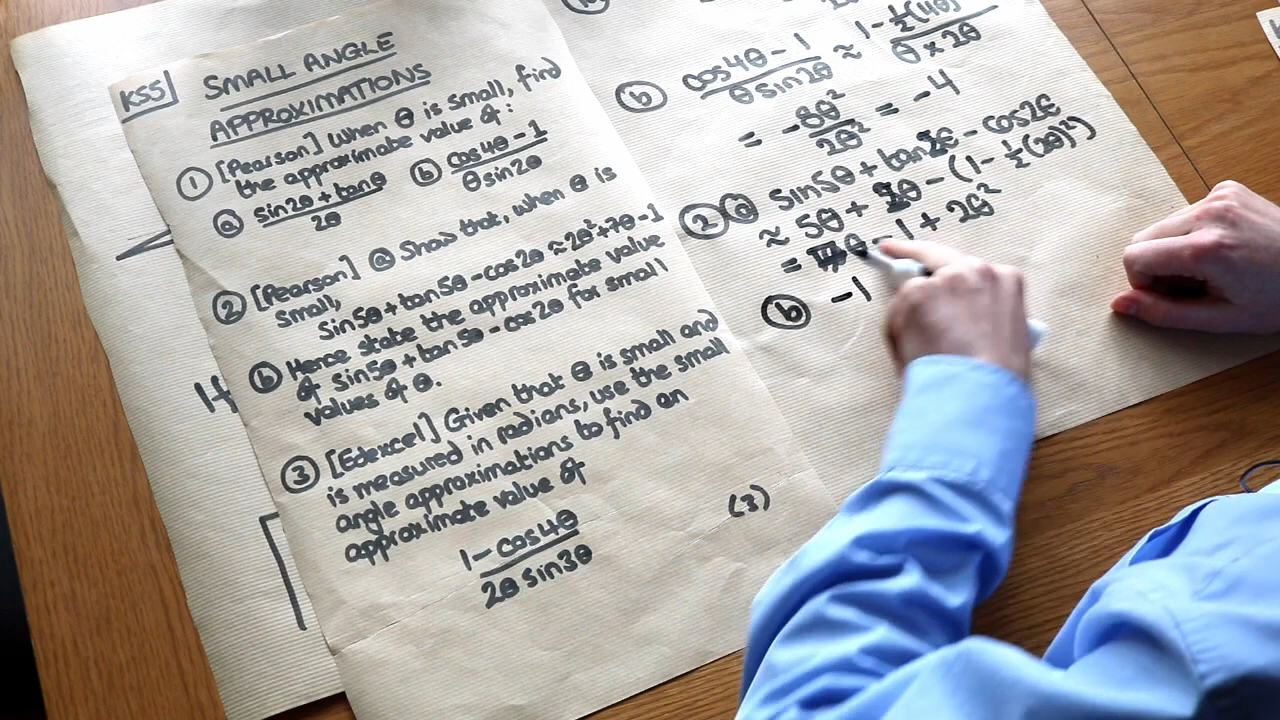 KS5
SMALL ANGLE
APPROXIMATIONS
① [Pearson] When θ is small, find
the approximate value of:
ⓐ sin2θ + tanθ / 2θ ⓑ cos4θ - 1 / θsin2θ
② [Pearson] ⓐ Show that, when θ is
small,
sin5θ + tan5θ - cos2θ ≈ 2θ² + 7θ - 1
ⓑ Hence state the approximate value
of sin5θ + tan5θ - cos2θ for small
values of θ.
③ [Edexcel] Given that θ is small and
is measured in radians, use the small
angle approximations to find an
approximate value of
(3)
1 - cos4θ / 2θ sin3θ
ⓑ cos4θ - 1 / θsin2θ ≈ 1 - ½(4θ)² / θ × 2θ
= -8θ² / 2θ² = -4
② ⓐ sin5θ + tan2θ - cos2θ
≈ 5θ + 2θ - (1 - ½(2θ)²)
= 7θ - 1 + 2θ²
ⓑ -1